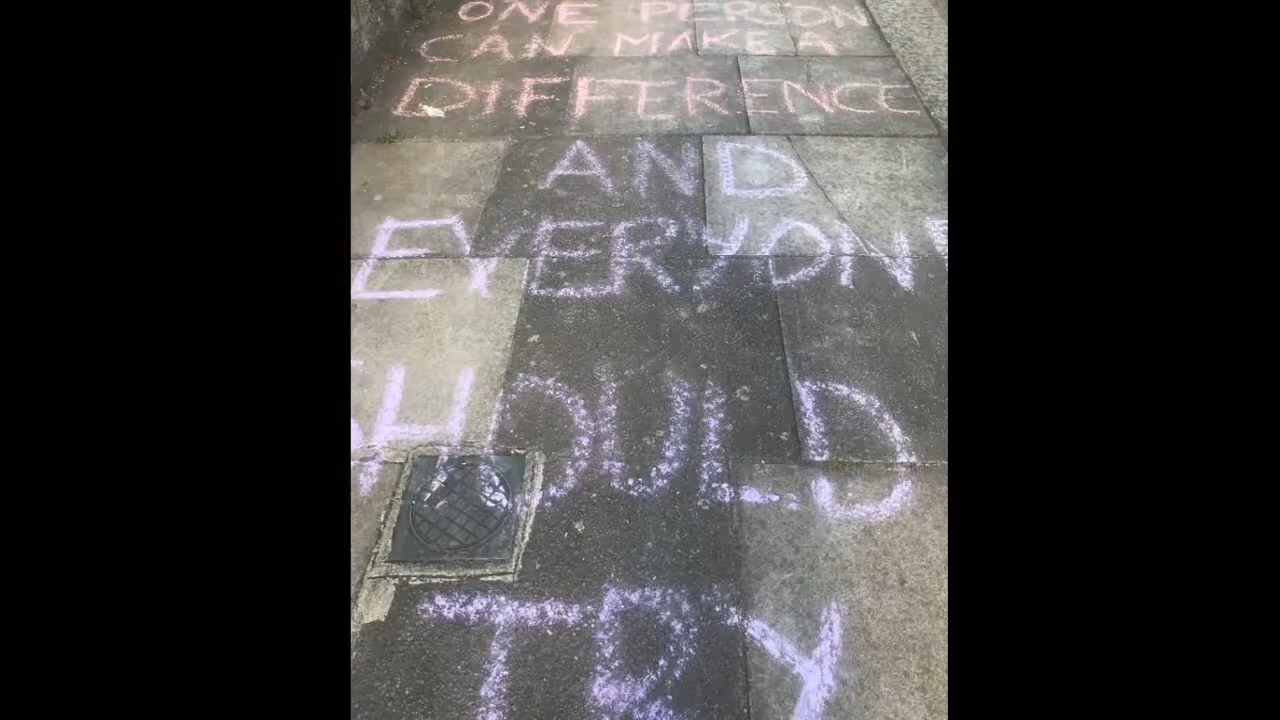 ONE PERSON
CAN MAKE A
DIFFERENCE
AND
EVERYONE
SHOULD
TRY